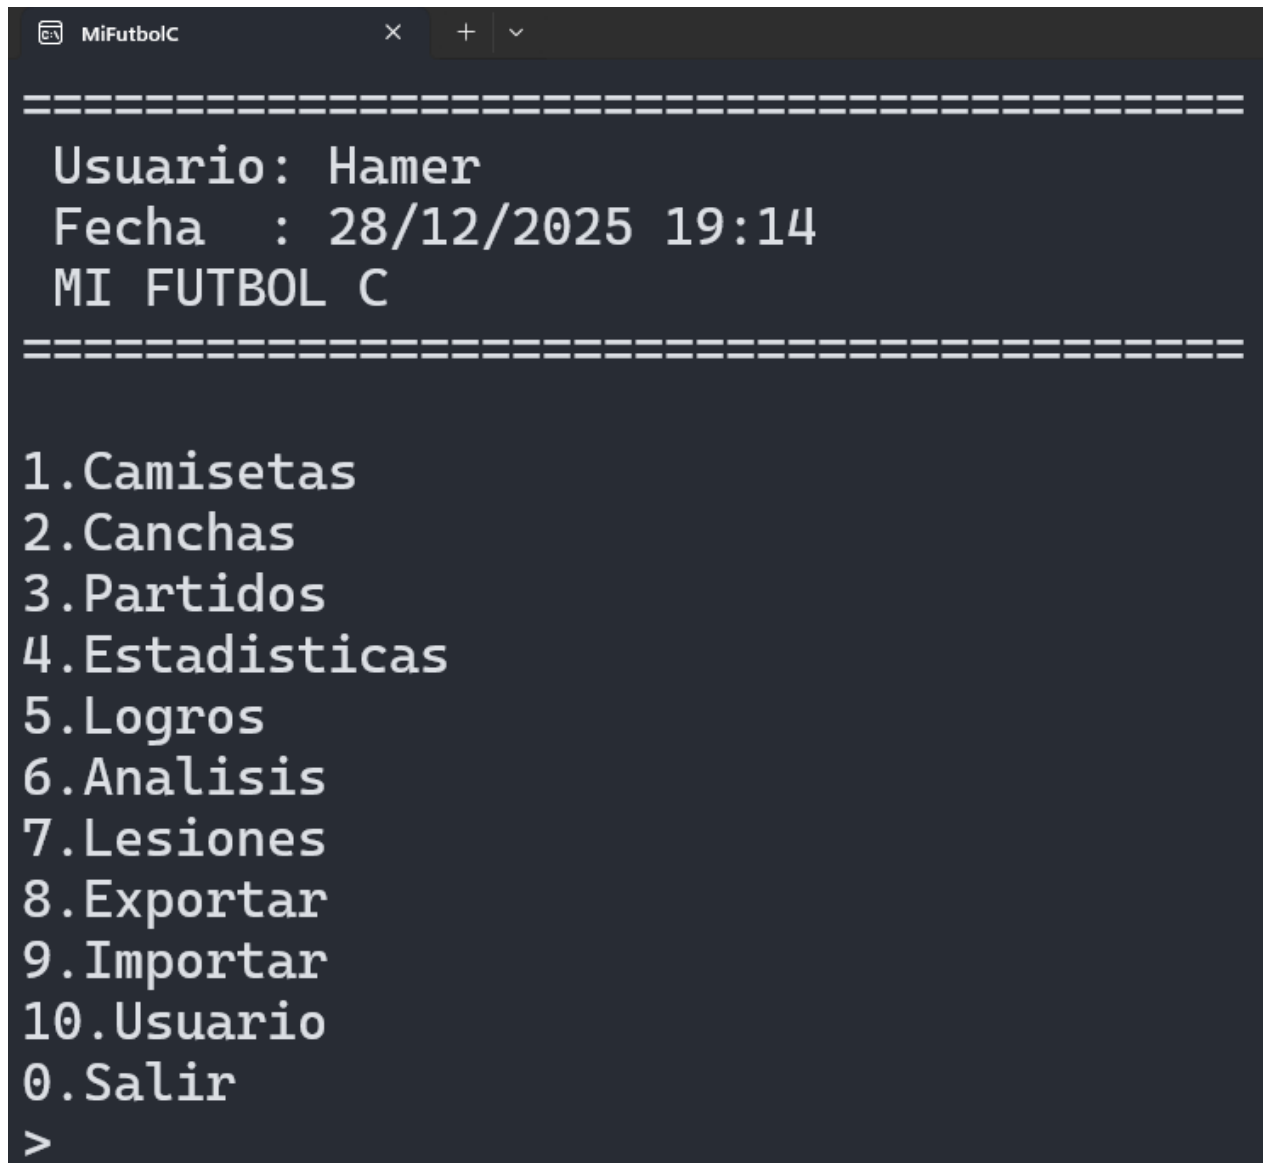 MiFutbolC
========================================
Usuario: Hamer
Fecha  : 28/12/2025 19:14
MI FUTBOL C
========================================
1.Camisetas
2.Canchas
3.Partidos
4.Estadisticas
5.Logros
6.Analisis
7.Lesiones
8.Exportar
9.Importar
10.Usuario
0.Salir
>